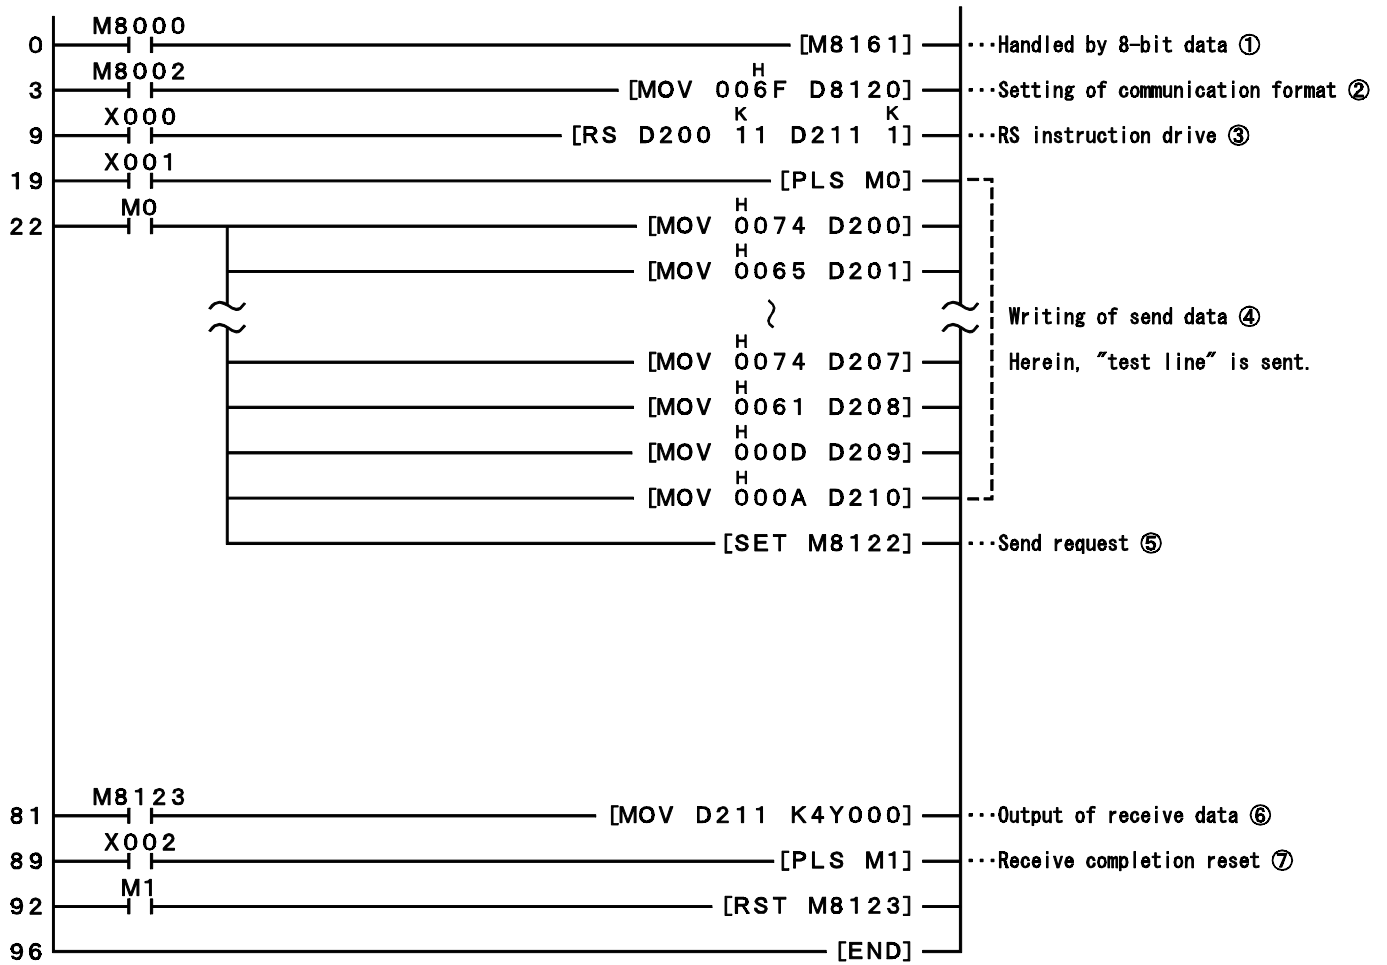 M8000
0 [M8161] ···Handled by 8-bit data ①
M8002 H
3 [MOV 006F D8120] ···Setting of communication format ②
X000 K K
9 [RS D200 11 D211 1] ···RS instruction drive ③
X001
19 [PLS M0]
M0 H
22 [MOV 0074 D200]
H
[MOV 0065 D201]
Writing of send data ④
H
[MOV 0074 D207] Herein, "test line" is sent.
H
[MOV 0061 D208]
H
[MOV 000D D209]
H
[MOV 000A D210]
[SET M8122] ···Send request ⑤
M8123
81 [MOV D211 K4Y000] ···Output of receive data ⑥
X002
89 [PLS M1] ···Receive completion reset ⑦
M1
92 [RST M8123]
96 [END]